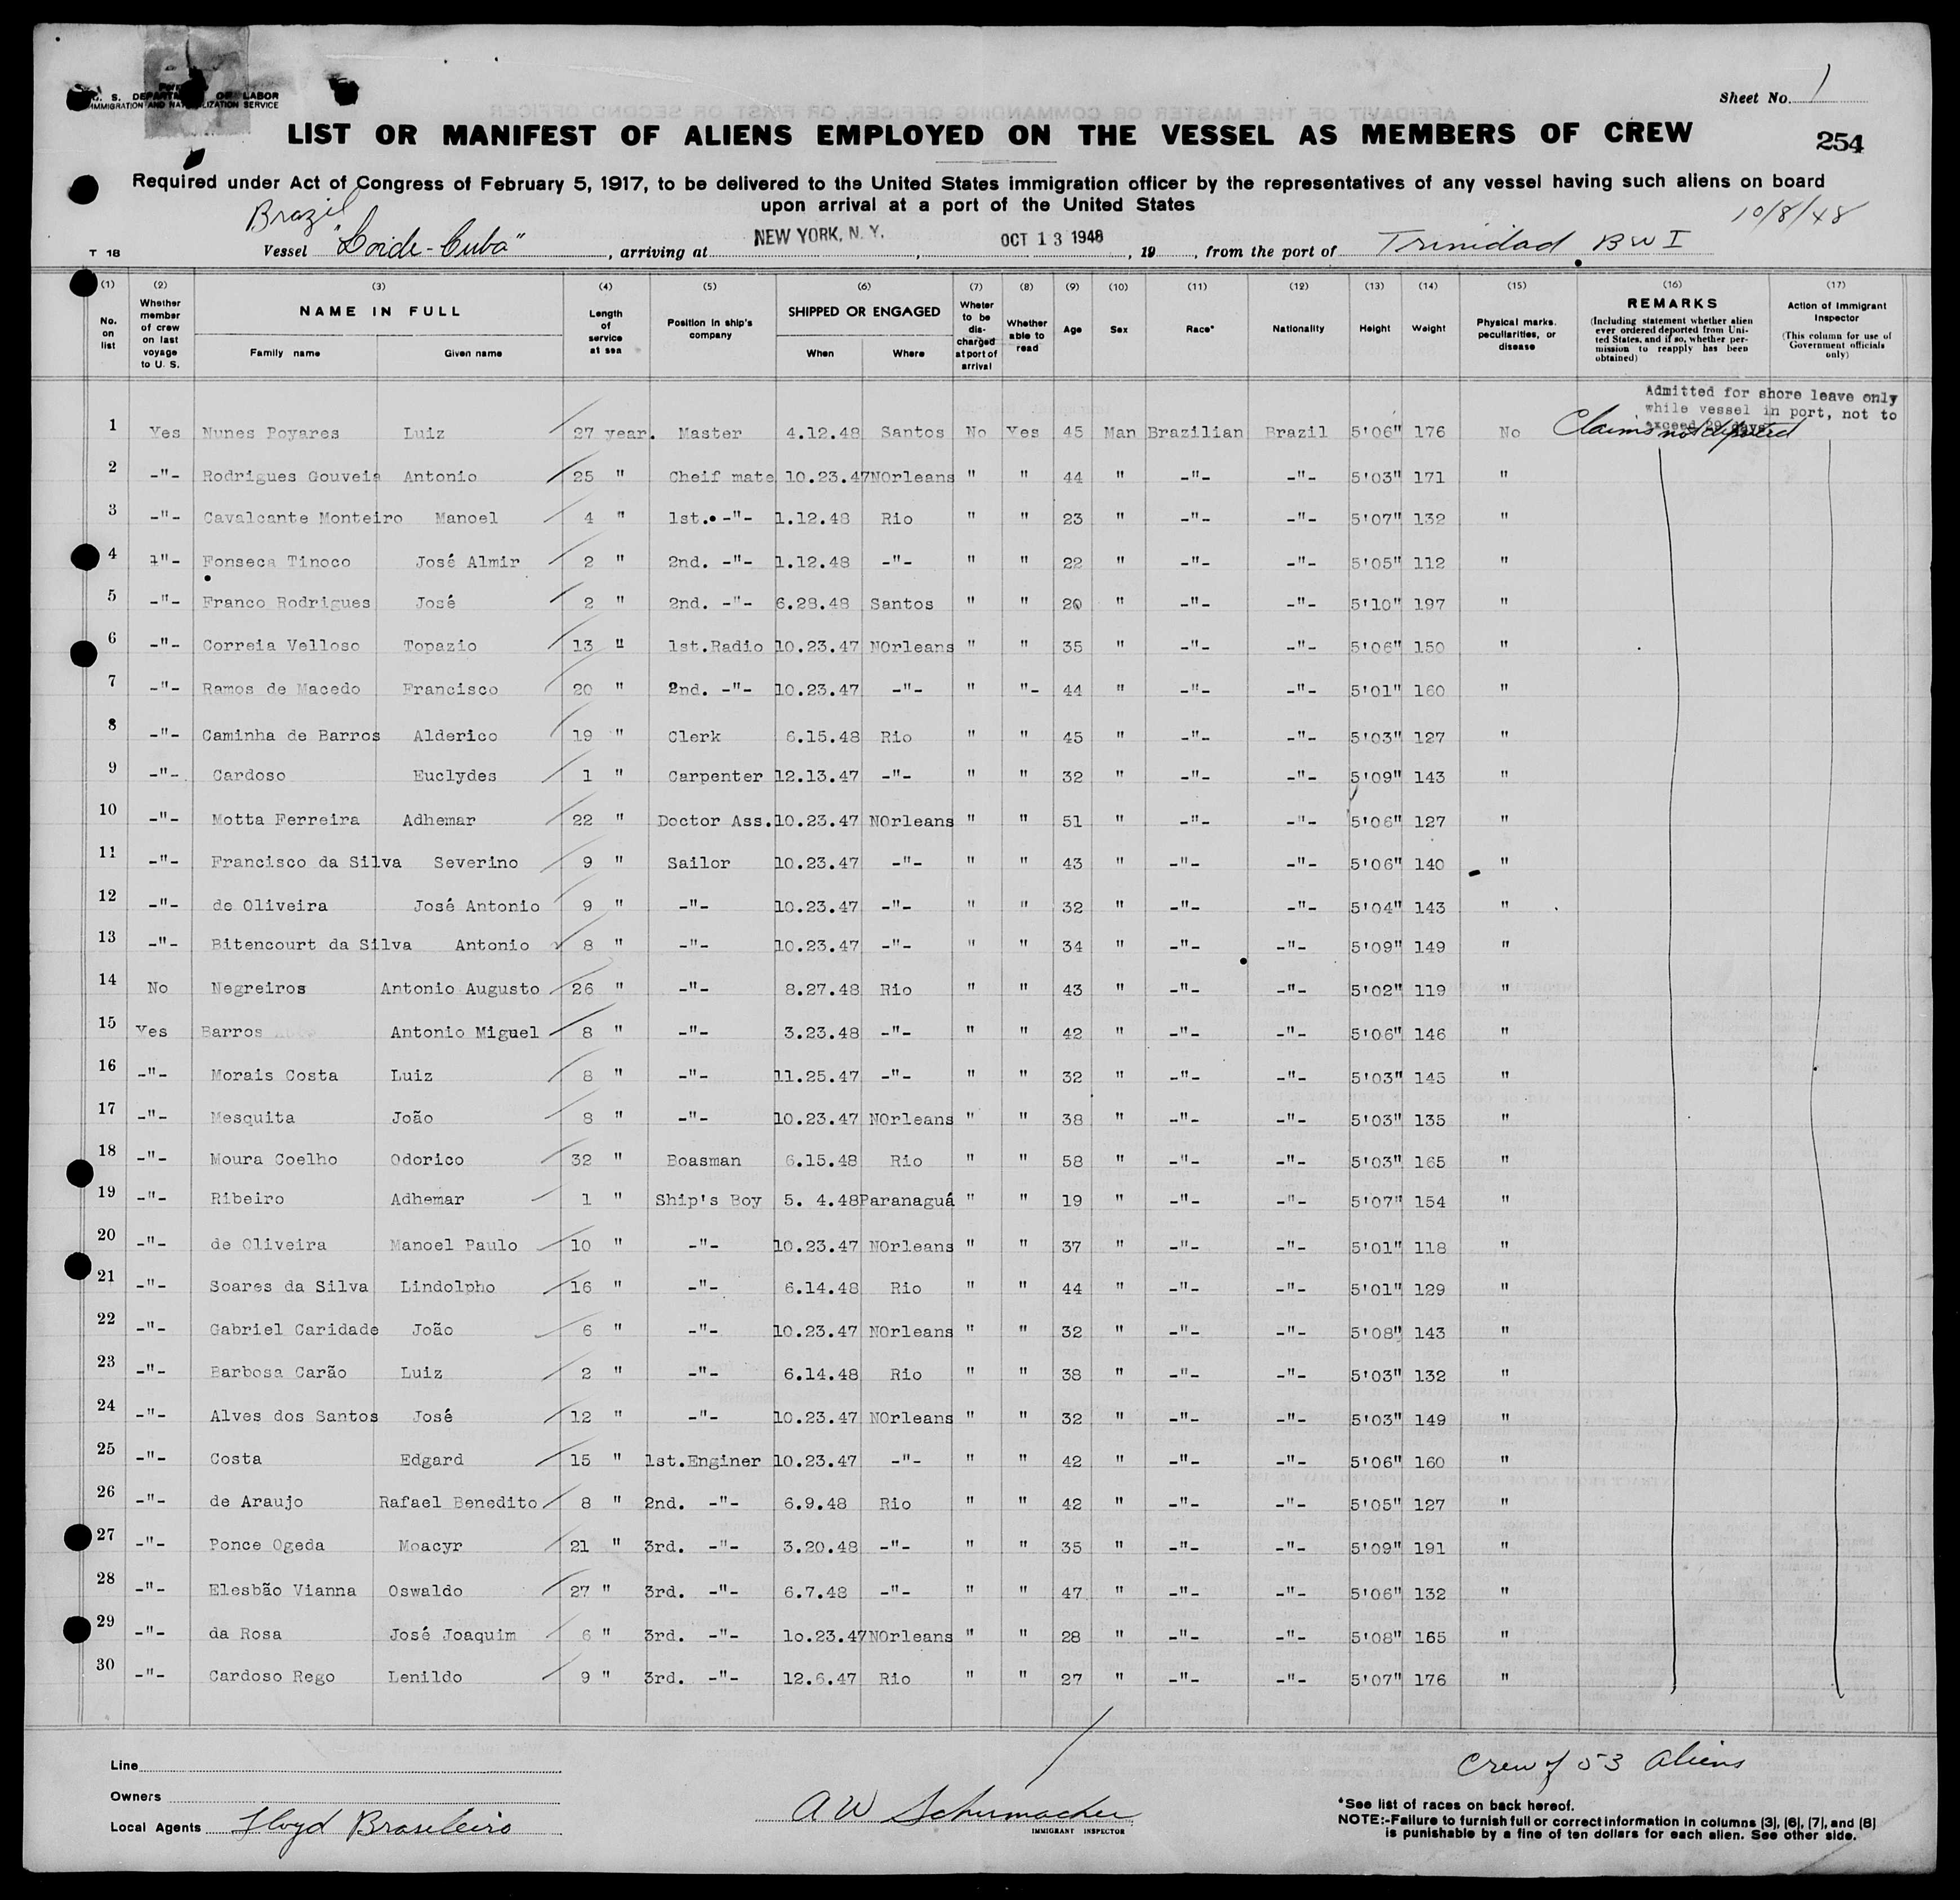 U. S. DEPARTMENT OF LABOR
IMMIGRATION AND NATURALIZATION SERVICE
Sheet No. 1
LIST OR MANIFEST OF ALIENS EMPLOYED ON THE VESSEL AS MEMBERS OF CREW
254
Required under Act of Congress of February 5, 1917, to be delivered to the United States immigration officer by the representatives of any vessel having such aliens on board
upon arrival at a port of the United States
Brazil
10/8/48
T 18 Vessel "Loide-Cuba", arriving at NEW YORK, N. Y., OCT 13 1948, 19, from the port of Trinidad BWI
(1) (2) (3) (4) (5) (6) (7) (8) (9) (10) (11) (12) (13) (14) (15) (16) (17)
No. on list
Whether member of crew on last voyage to U. S.
NAME IN FULL
Family name Given name
Length of service at sea
Position in ship's company
SHIPPED OR ENGAGED
When Where
Wheter to be discharged at port of arrival
Whether able to read
Age
Sex
Race*
Nationality
Height
Weight
Physical marks, peculiarities, or disease
REMARKS
(Including statement whether alien ever ordered deported from United States, and if so, whether permission to reapply has been obtained)
Action of Immigrant Inspector
(This column for use of Government officials only)
Admitted for shore leave only
while vessel in port, not to
exceed 29 days
1 Yes Nunes Poyares Luiz 27 year. Master 4.12.48 Santos No Yes 45 Man Brazilian Brazil 5'06" 176 No Claims not deported
2 -"- Rodrigues Gouveia Antonio 25 " Cheif mate 10.23.47 NOrleans " " 44 " -"- -"- 5'03" 171 "
3 -"- Cavalcante Monteiro Manoel 4 " 1st. -"- 1.12.48 Rio " " 23 " -"- -"- 5'07" 132 "
4 -"- Fonseca Tinoco José Almir 2 " 2nd. -"- 1.12.48 -"- " " 22 " -"- -"- 5'05" 112 "
5 -"- Franco Rodrigues José 2 " 2nd. -"- 6.28.48 Santos " " 20 " -"- -"- 5'10" 197 "
6 -"- Correia Velloso Topazio 13 " 1st.Radio 10.23.47 NOrleans " " 35 " -"- -"- 5'06" 150 "
7 -"- Ramos de Macedo Francisco 20 " 2nd. -"- 10.23.47 -"- " "- 44 " -"- -"- 5'01" 160 "
8 -"- Caminha de Barros Alderico 19 " Clerk 6.15.48 Rio " " 45 " -"- -"- 5'03" 127 "
9 -"- Cardoso Euclydes 1 " Carpenter 12.13.47 -"- " " 32 " -"- -"- 5'09" 143 "
10 -"- Motta Ferreira Adhemar 22 " Doctor Ass. 10.23.47 NOrleans " " 51 " -"- -"- 5'06" 127 "
11 -"- Francisco da Silva Severino 9 " Sailor 10.23.47 -"- " " 43 " -"- -"- 5'06" 140 "
12 -"- de Oliveira José Antonio 9 " -"- 10.23.47 -"- " " 32 " -"- -"- 5'04" 143 "
13 -"- Bitencourt da Silva Antonio 8 " -"- 10.23.47 -"- " " 34 " -"- -"- 5'09" 149 "
14 No Negreiros Antonio Augusto 26 " -"- 8.27.48 Rio " " 43 " -"- -"- 5'02" 119 "
15 Yes Barros Antonio Miguel 8 " -"- 3.23.48 -"- " " 42 " -"- -"- 5'06" 146 "
16 -"- Morais Costa Luiz 8 " -"- 11.25.47 -"- " " 32 " -"- -"- 5'03" 145 "
17 -"- Mesquita João 8 " -"- 10.23.47 NOrleans " " 38 " -"- -"- 5'03" 135 "
18 -"- Moura Coelho Odorico 32 " Boasman 6.15.48 Rio " " 58 " -"- -"- 5'03" 165 "
19 -"- Ribeiro Adhemar 1 " Ship's Boy 5. 4.48 Paranaguá " " 19 " -"- -"- 5'07" 154 "
20 -"- de Oliveira Manoel Paulo 10 " -"- 10.23.47 NOrleans " " 37 " -"- -"- 5'01" 118 "
21 -"- Soares da Silva Lindolpho 16 " -"- 6.14.48 Rio " " 44 " -"- -"- 5'01" 129 "
22 -"- Gabriel Caridade João 6 " -"- 10.23.47 NOrleans " " 32 " -"- -"- 5'08" 143 "
23 -"- Barbosa Carão Luiz 2 " -"- 6.14.48 Rio " " 38 " -"- -"- 5'03" 132 "
24 -"- Alves dos Santos José 12 " -"- 10.23.47 NOrleans " " 32 " -"- -"- 5'03" 149 "
25 -"- Costa Edgard 15 " 1st.Enginer 10.23.47 -"- " " 42 " -"- -"- 5'06" 160 "
26 -"- de Araujo Rafael Benedito 8 " 2nd. -"- 6.9.48 Rio " " 42 " -"- -"- 5'05" 127 "
27 -"- Ponce Ogeda Moacyr 21 " 3rd. -"- 3.20.48 -"- " " 35 " -"- -"- 5'09" 191 "
28 -"- Elesbão Vianna Oswaldo 27 " 3rd. -"- 6.7.48 -"- " " 47 " -"- -"- 5'06" 132 "
29 -"- da Rosa José Joaquim 6 " 3rd. -"- 1o.23.47 NOrleans " " 28 " -"- -"- 5'08" 165 "
30 -"- Cardoso Rego Lenildo 9 " 3rd. -"- 12.6.47 Rio " " 27 " -"- -"- 5'07" 176 "
Line
Crew of 53 aliens
Owners
Local Agents Lloyd Brasileiro
A W Schumacher
IMMIGRANT INSPECTOR
*See list of races on back hereof.
NOTE:-Failure to furnish full or correct information in columns (3), (6), (7), and (8)
is punishable by a fine of ten dollars for each alien. See other side.